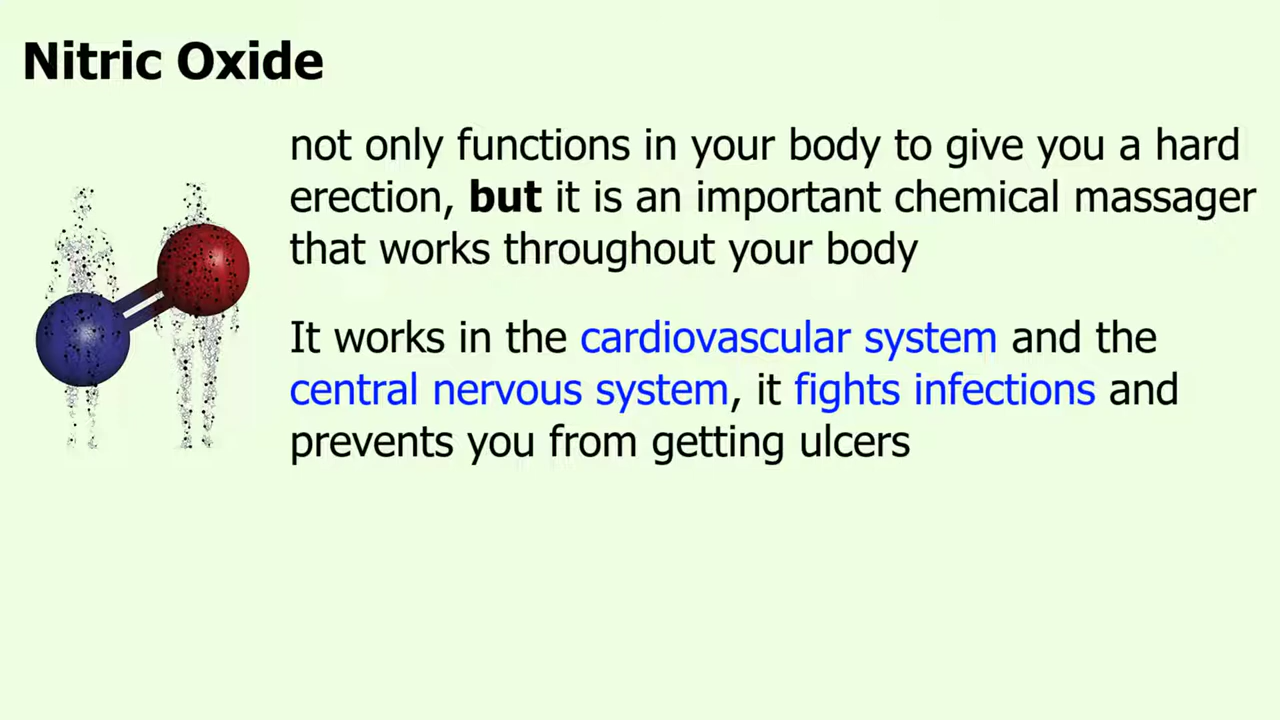 Nitric Oxide
not only functions in your body to give you a hard
erection, but it is an important chemical massager
that works throughout your body
It works in the cardiovascular system and the
central nervous system, it fights infections and
prevents you from getting ulcers